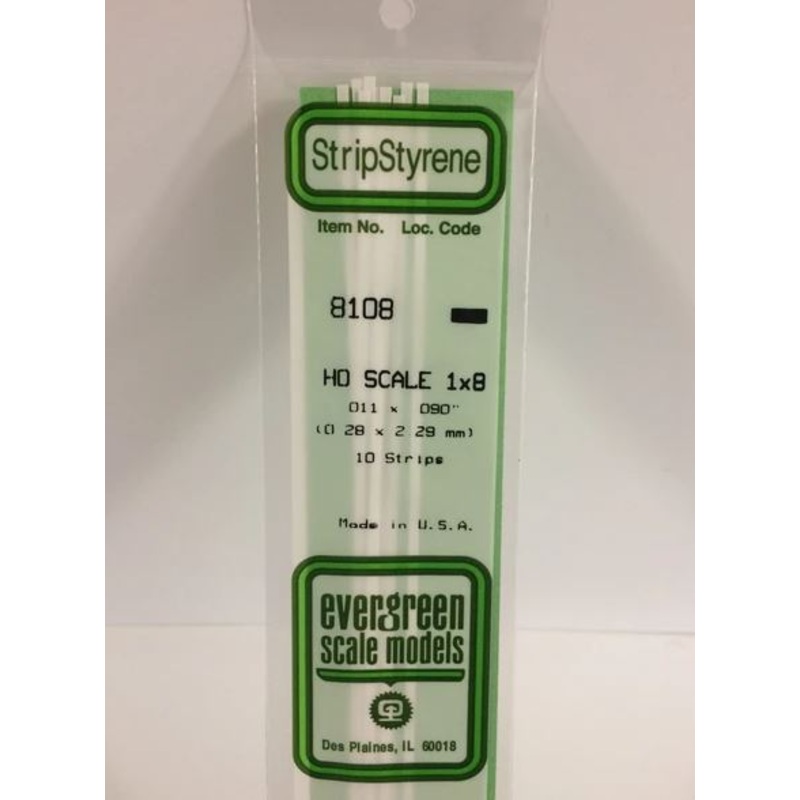 StripStyrene
Item No. Loc. Code
8108
HO SCALE 1x8
.011 x .090"
(0.28 x 2.29 mm)
10 Strips
Made in U.S.A.
evergreen
scale models
Des Plaines, IL 60018